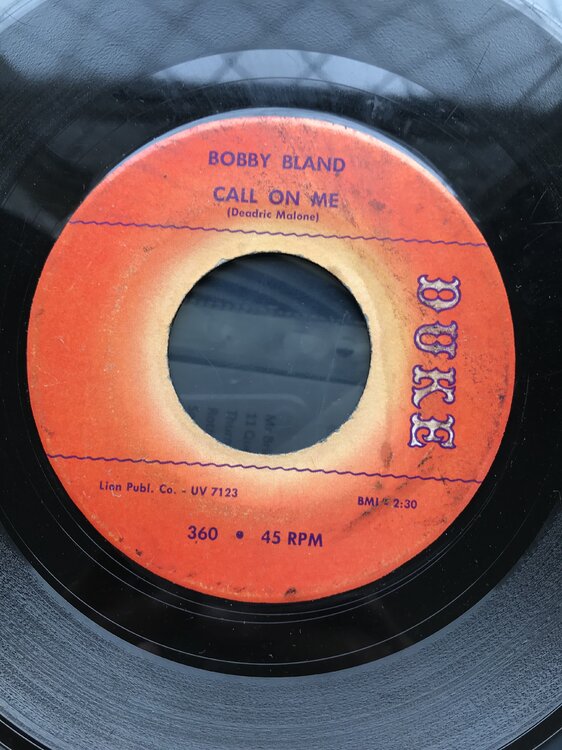 BOBBY BLAND
CALL ON ME
(Deadric Malone)
DUKE
Lion Publ. Co. - UV 7123
BMI - 2:30
360 • 45 RPM